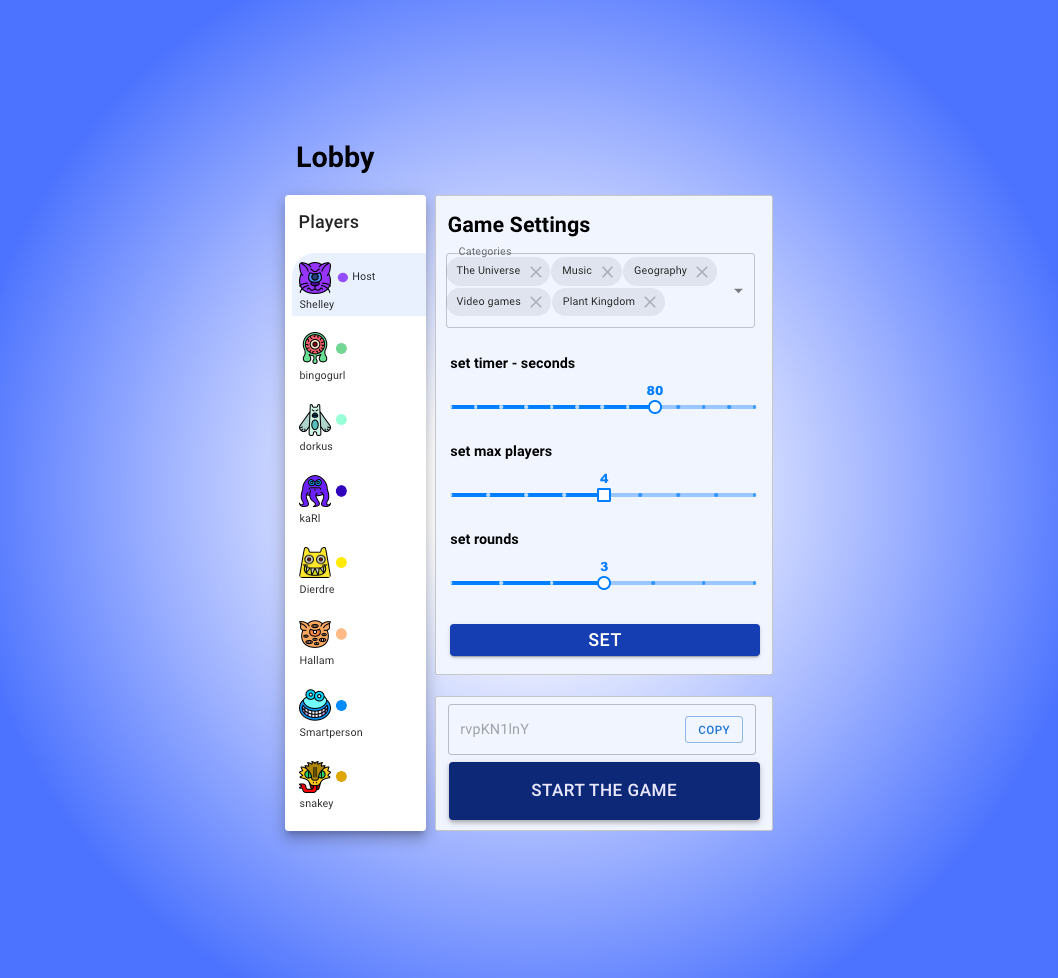 Lobby
Players
Host
Shelley
bingogurl
dorkus
kaRl
Dierdre
Hallam
Smartperson
snakey
Game Settings
Categories
The Universe Music Geography
Video games Plant Kingdom
set timer - seconds
80
set max players
4
set rounds
3
SET
rvpKN1lnY COPY
START THE GAME